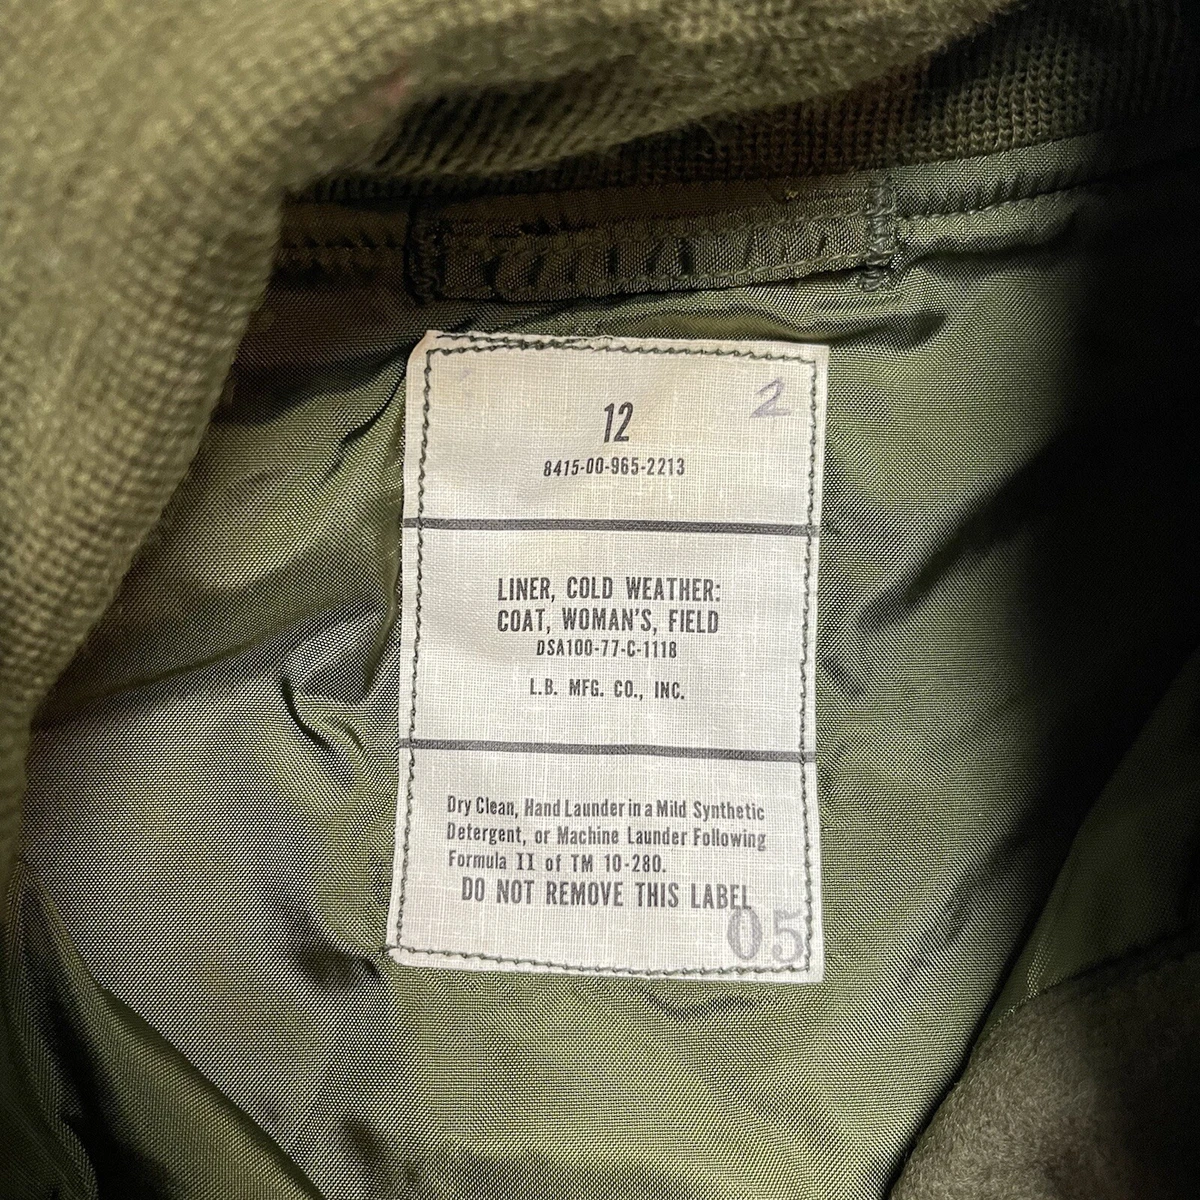 2
12
8415-00-965-2213
LINER, COLD WEATHER:
COAT, WOMAN'S, FIELD
DSA100-77-C-1118
L.B. MFG. CO., INC.
Dry Clean, Hand Launder in a Mild Synthetic
Detergent, or Machine Launder Following
Formula II of TM 10-280.
DO NOT REMOVE THIS LABEL
05